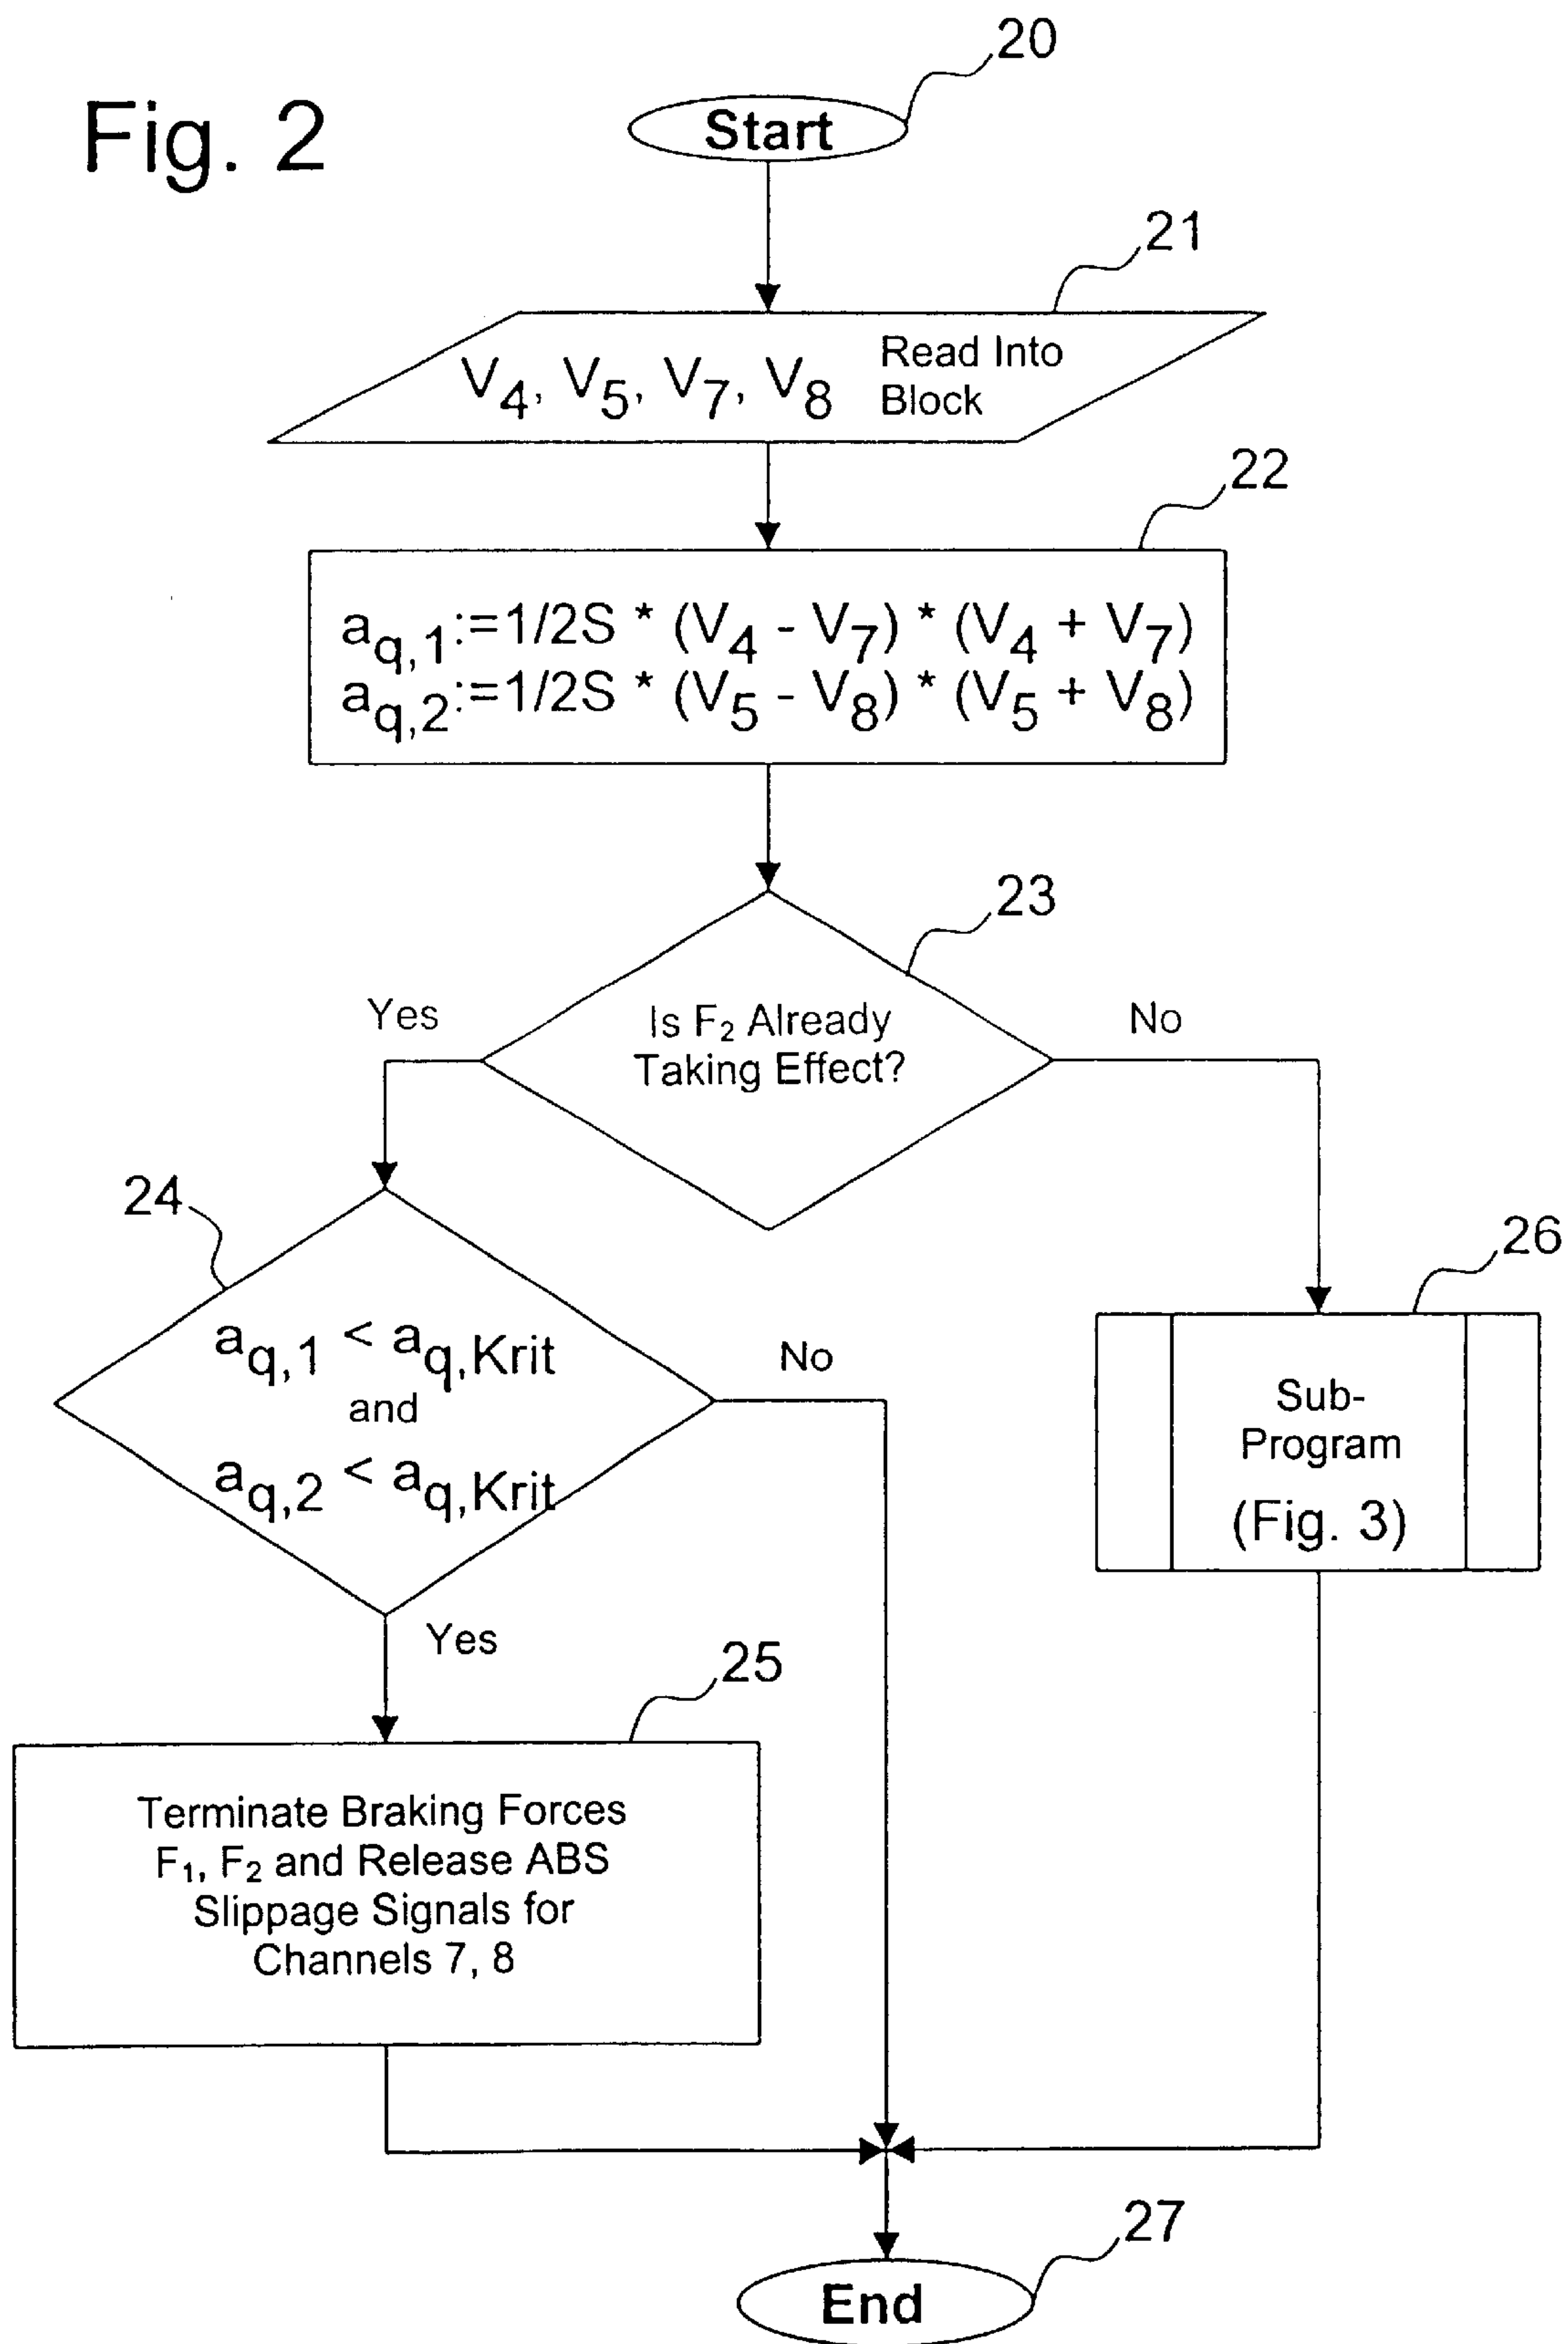 Fig. 2
20
Start
21
V4, V5, V7, V8
Read Into
Block
22
aq,1:=1/2S * (V4 - V7) * (V4 + V7)
aq,2:=1/2S * (V5 - V8) * (V5 + V8)
23
Is F2 Already
Taking Effect?
Yes
No
24
aq,1 < aq,Krit
and
aq,2 < aq,Krit
No
Yes
26
Sub-
Program
(Fig. 3)
25
Terminate Braking Forces
F1, F2 and Release ABS
Slippage Signals for
Channels 7, 8
27
End